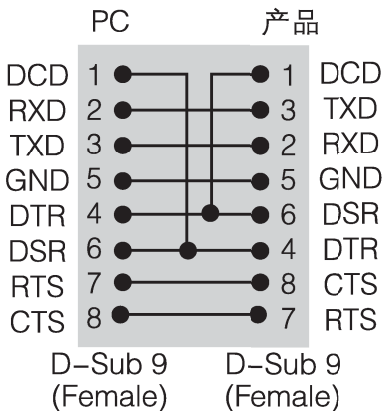 PC 产品
DCD 1 1 DCD
RXD 2 3 TXD
TXD 3 2 RXD
GND 5 5 GND
DTR 4 6 DSR
DSR 6 4 DTR
RTS 7 8 CTS
CTS 8 7 RTS
D-Sub 9 D-Sub 9
(Female) (Female)